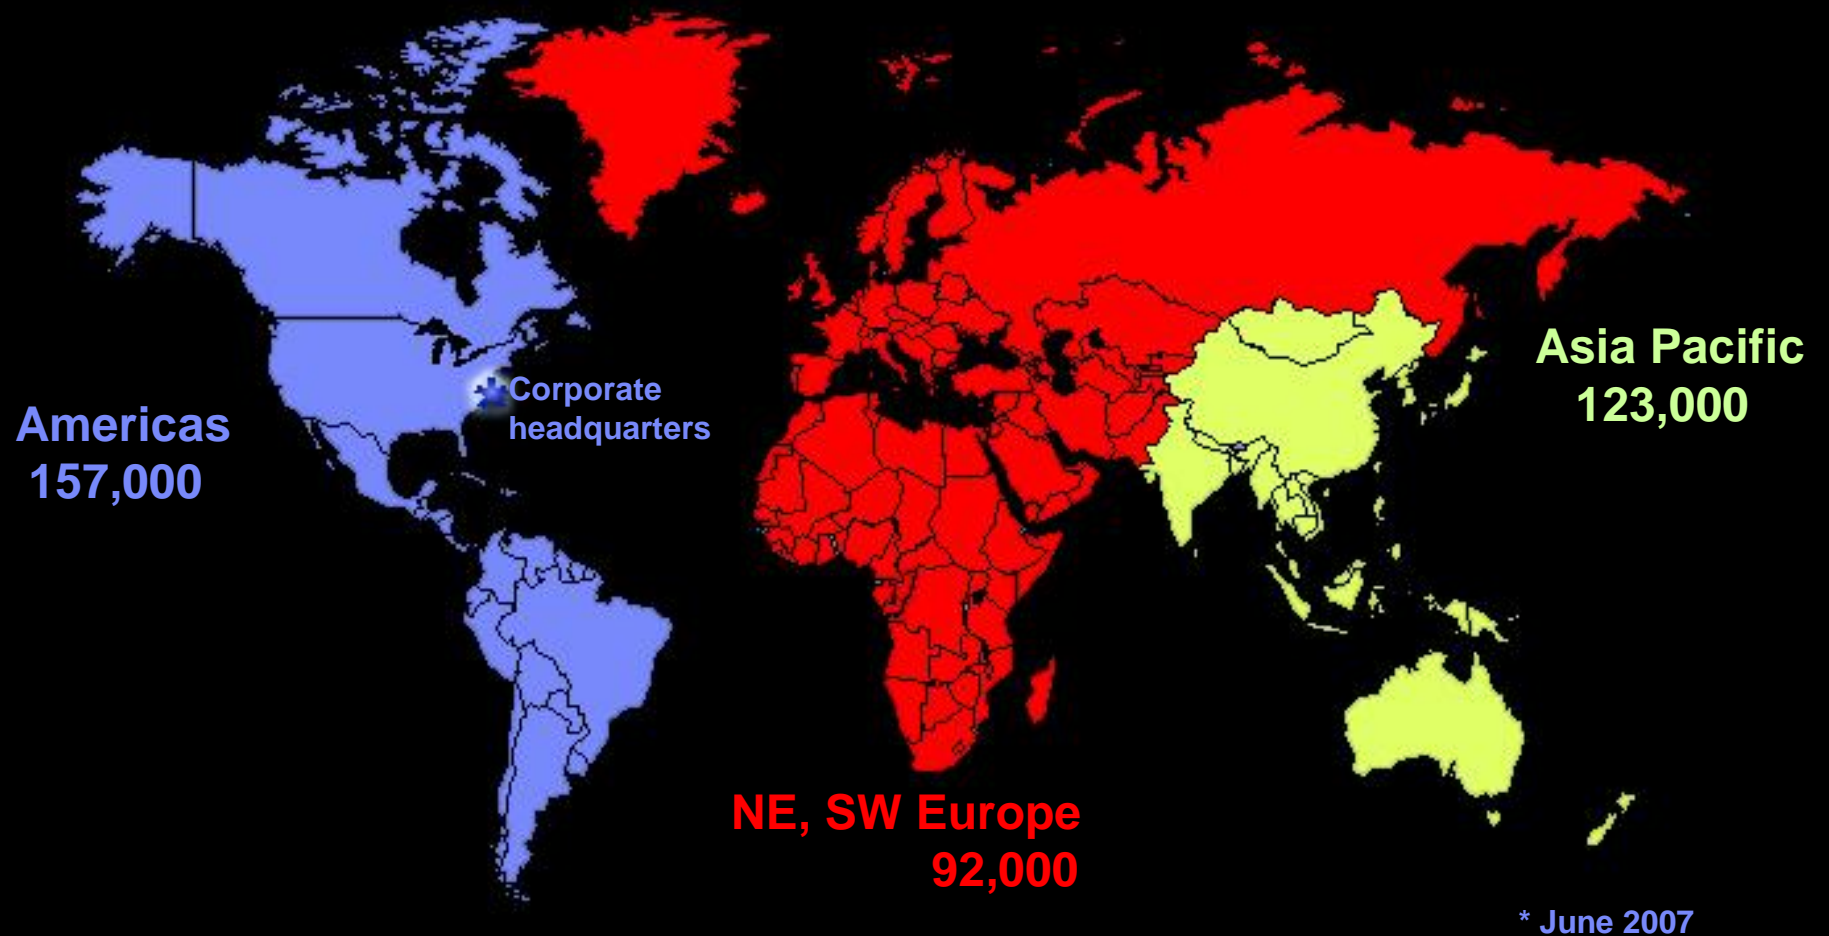 Asia Pacific
123,000
Corporate
headquarters
Americas
157,000
NE, SW Europe
92,000
* June 2007